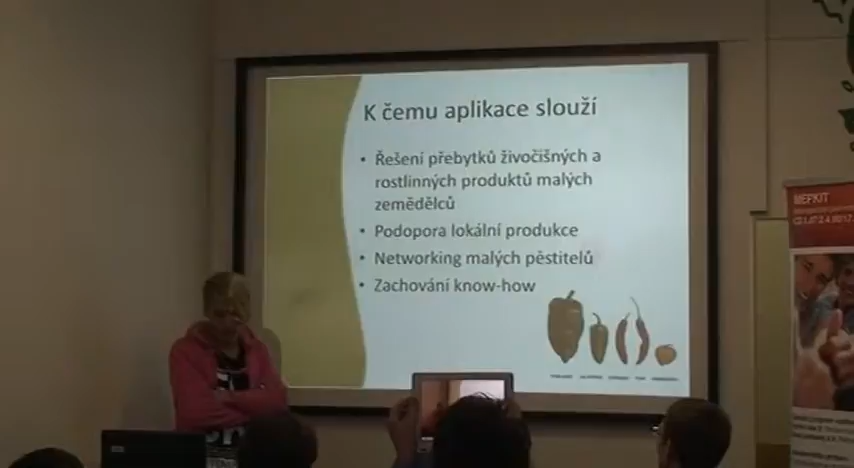 K čemu aplikace slouží
• Řešení přebytků živočišných a
rostlinných produktů malých
zemědělců
• Podopora lokální produkce
• Networking malých pěstitelů
• Zachování know-how
MEFKIT